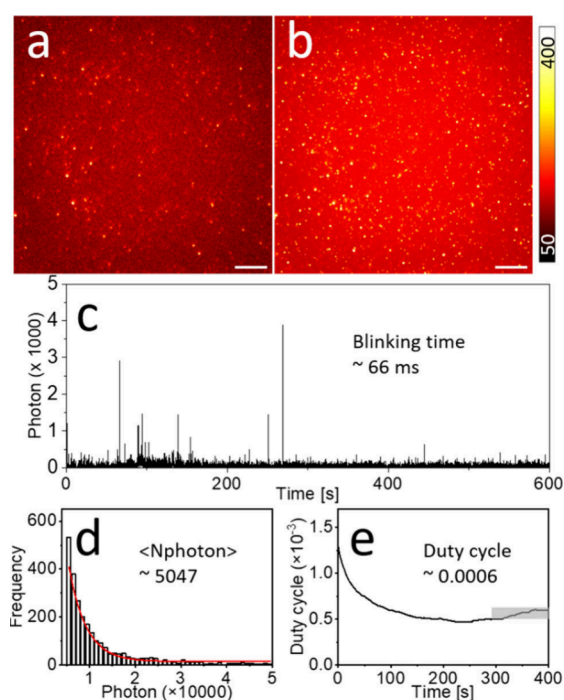 a
b
400
50
c
Blinking time
~ 66 ms
Photon (x 1000)
5
4
3
2
1
0
0 200 400 600
Time [s]
d
<Nphoton>
~ 5047
Frequency
600
400
200
0
1 2 3 4 5
Photon (×10000)
e
Duty cycle
~ 0.0006
Duty cycle (×10⁻³)
1.5
1.0
0.5
0.0
0 100 200 300 400
Time [s]